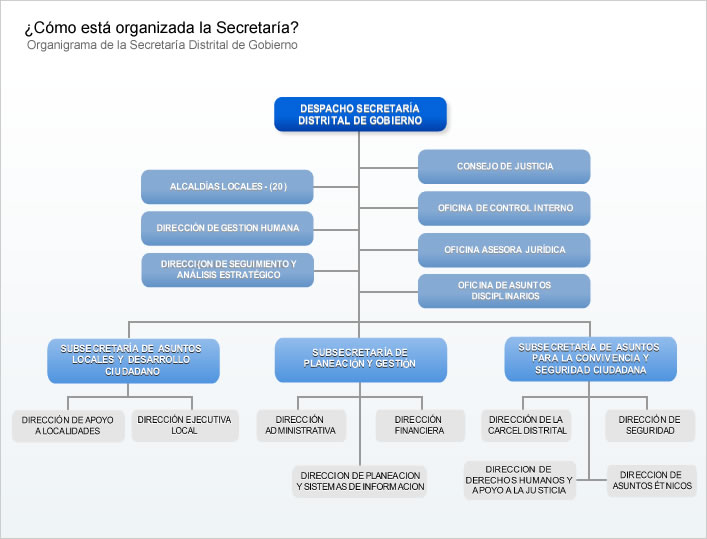 ¿Cómo está organizada la Secretaría?
Organigrama de la Secretaría Distrital de Gobierno
DESPACHO SECRETARÍA
DISTRITAL DE GOBIERNO
CONSEJO DE JUSTICIA
ALCALDÍAS LOCALES - (20 )
OFICINA DE CONTROL INTERNO
DIRECCIÓN DE GESTION HUMANA
OFICINA ASESORA JURÍDICA
DIRECCI(ON DE SEGUIMIENTO Y
ANÁLISIS ESTRATÉGICO
OFICINA DE ASUNTOS
DISCIPLINARIOS
SUBSECRETARÍA DE ASUNTOS
LOCALES Y DESARROLLO
CIUDADANO
SUBSECRETARÍA DE
PLANEACIÓN Y GESTIÓN
SUBSECRETARÍA DE ASUNTOS
PARA LA CONVIVENCIA Y
SEGURIDAD CIUDADANA
DIRECCIÓN DE APOYO
A LOCALIDADES
DIRECCIÓN EJECUTIVA
LOCAL
DIRECCIÓN
ADMINISTRATIVA
DIRECCIÓN
FINANCIERA
DIRECCIÓN DE LA
CARCEL DISTRITAL
DIRECCIÓN DE
SEGURIDAD
DIRECCION DE PLANEACION
Y SISTEMAS DE INFORMACION
DIRECCION DE
DERECHOS HUMANOS Y
APOYO A LA JUSTICIA
DIRECCION DE
ASUNTOS ÉTNICOS